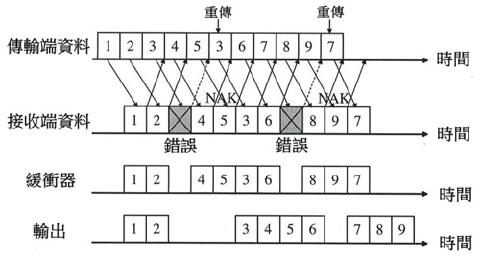 重傳 重傳
傳輸端資料 1 2 3 4 5 3 6 7 8 9 7 時間
NAK NAK
接收端資料 1 2 4 5 3 6 8 9 7 時間
錯誤 錯誤
緩衝器 1 2 4 5 3 6 8 9 7 時間
輸出 1 2 3 4 5 6 7 8 9 時間